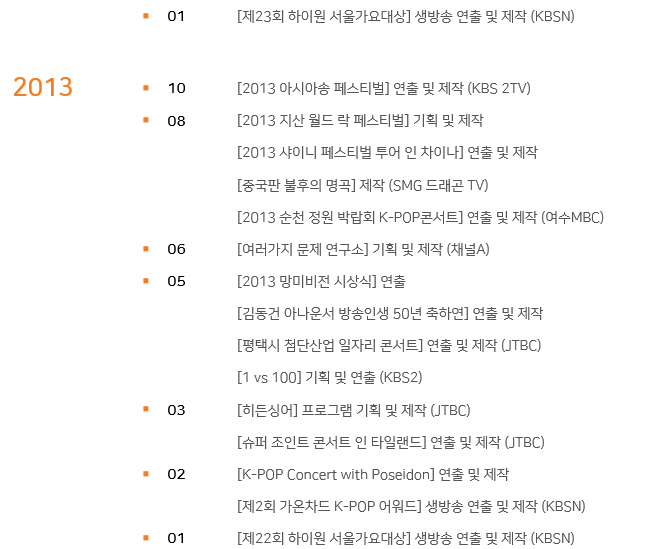 01 [제23회 하이원 서울가요대상] 생방송 연출 및 제작 (KBSN)
2013 10 [2013 아시아송 페스티벌] 연출 및 제작 (KBS 2TV)
08 [2013 지산 월드 락 페스티벌] 기획 및 제작
[2013 샤이니 페스티벌 투어 인 차이나] 연출 및 제작
[중국판 불후의 명곡] 제작 (SMG 드래곤 TV)
[2013 순천 정원 박랍회 K-POP콘서트] 연출 및 제작 (여수MBC)
06 [여러가지 문제 연구소] 기획 및 제작 (채널A)
05 [2013 망미비전 시상식] 연출
[김동건 아나운서 방송인생 50년 축하연] 연출 및 제작
[평택시 첨단산업 일자리 콘서트] 연출 및 제작 (JTBC)
[1 vs 100] 기획 및 연출 (KBS2)
03 [히든싱어] 프로그램 기획 및 제작 (JTBC)
[슈퍼 조인트 콘서트 인 타일랜드] 연출 및 제작 (JTBC)
02 [K-POP Concert with Poseidon] 연출 및 제작
[제2회 가온차드 K-POP 어워드] 생방송 연출 및 제작 (KBSN)
01 [제22회 하이원 서울가요대상] 생방송 연출 및 제작 (KBSN)